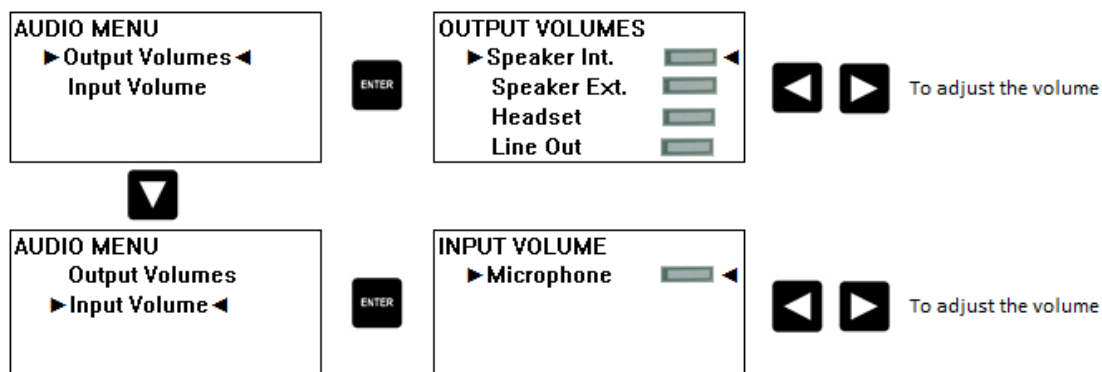 AUDIO MENU
Output Volumes
Input Volume
ENTER
OUTPUT VOLUMES
Speaker Int.
Speaker Ext.
Headset
Line Out
To adjust the volume
AUDIO MENU
Output Volumes
Input Volume
ENTER
INPUT VOLUME
Microphone
To adjust the volume